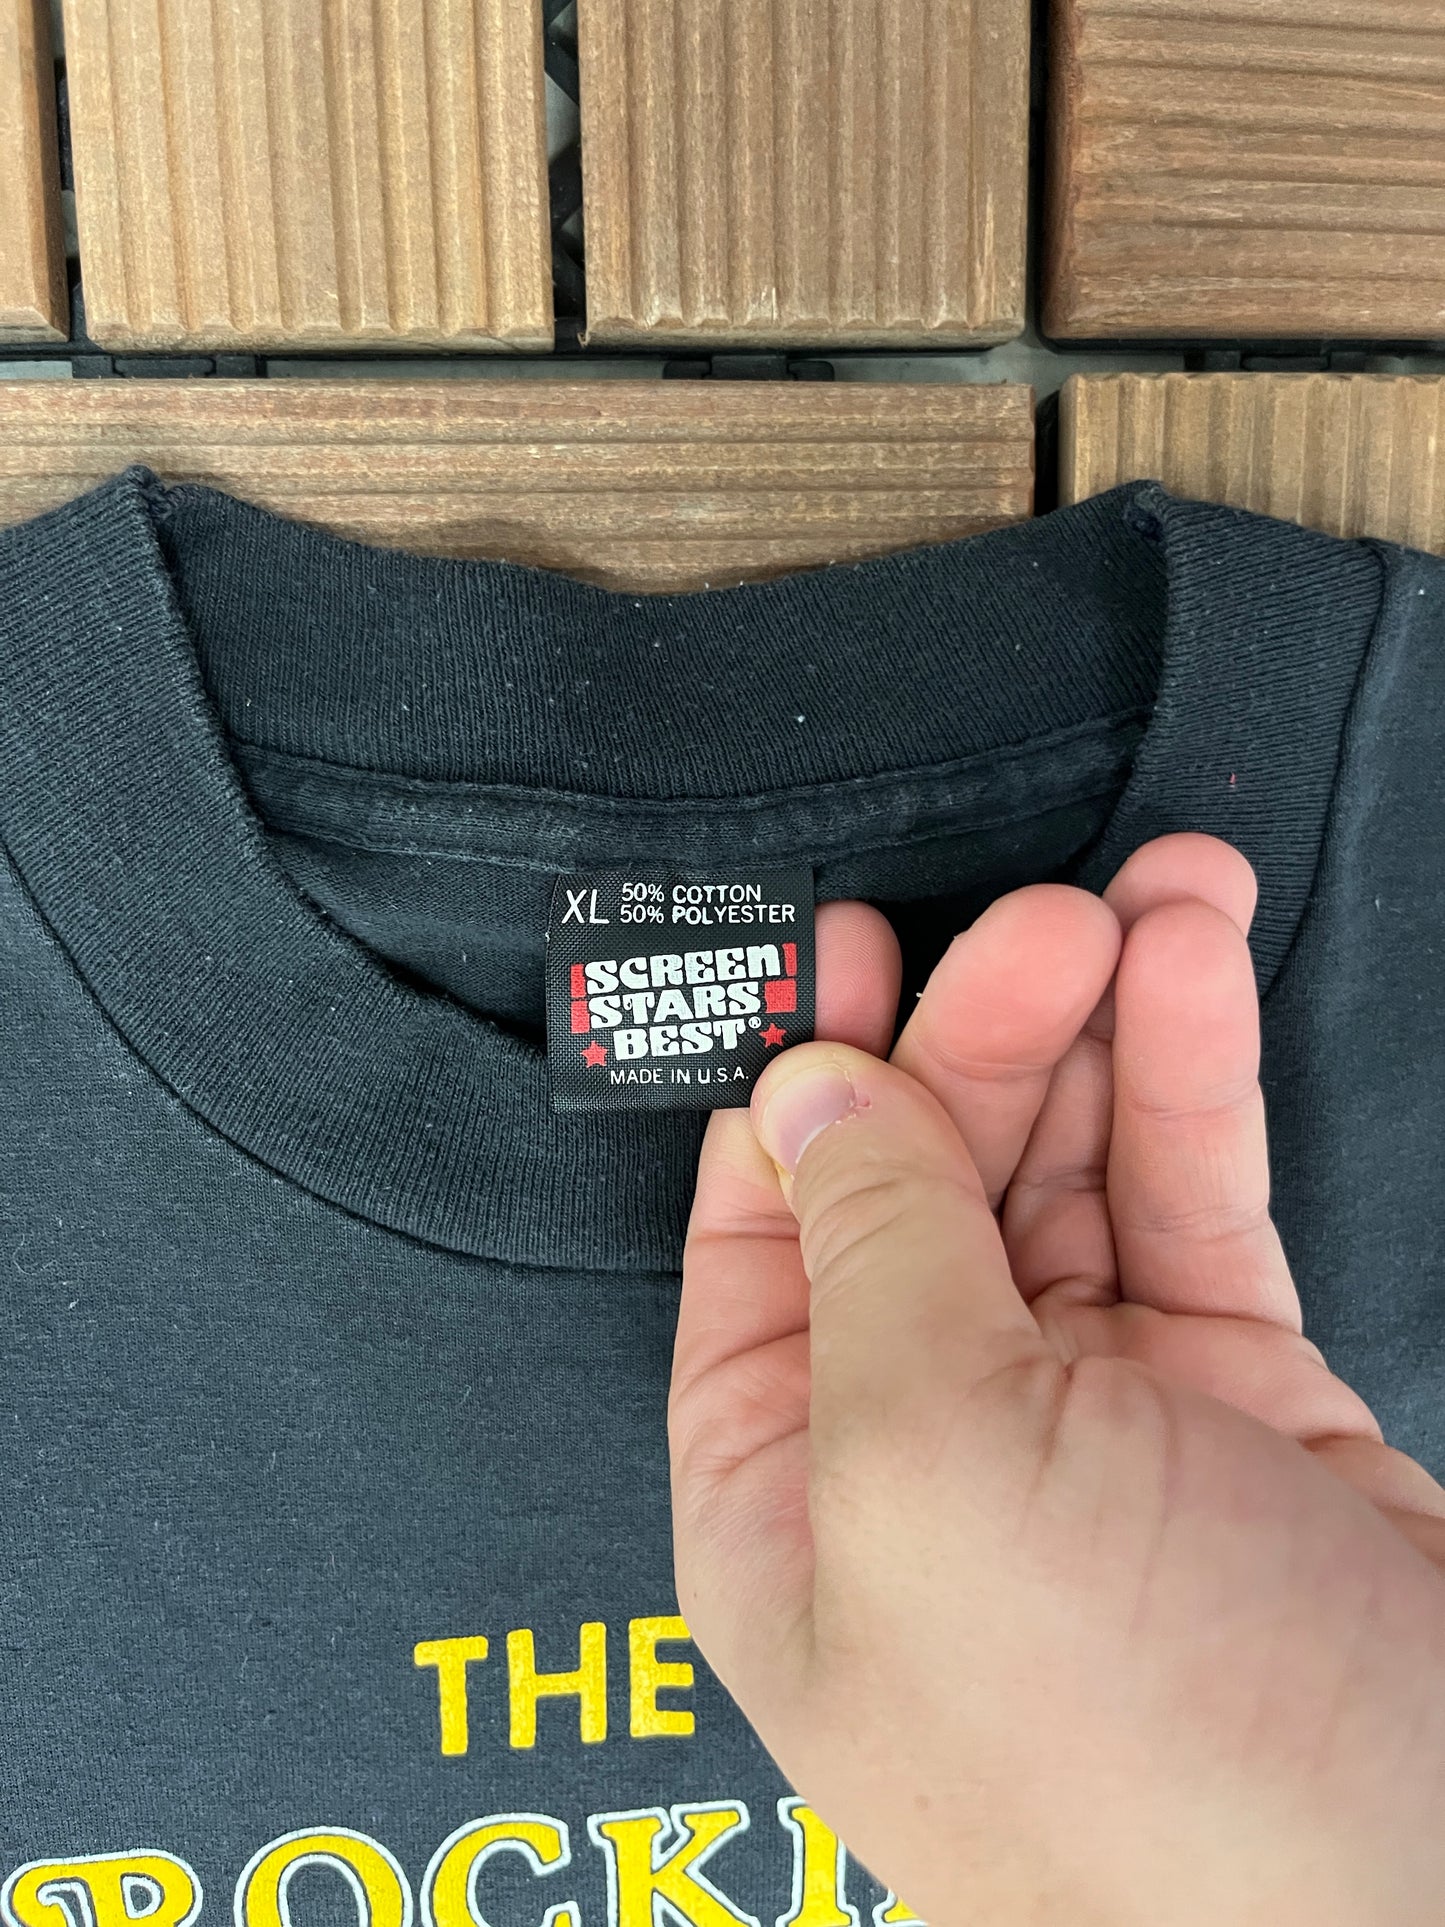 XL 50% COTTON
50% POLYESTER
SCREEN
STARS
BEST®
MADE IN U.S.A.
THE